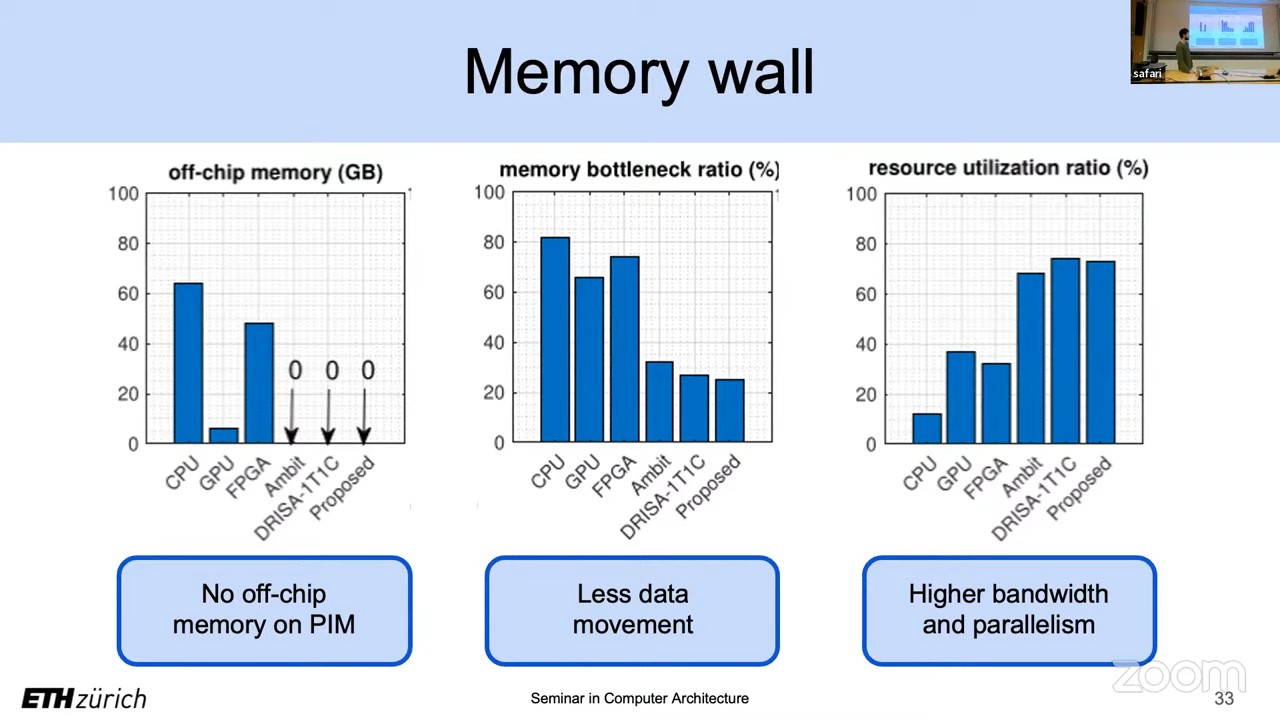 Memory wall
safari
off-chip memory (GB)
100
80
60
40
20
0
0 0 0
CPU
GPU
FPGA
Ambit
DRISA-1T1C
Proposed
memory bottleneck ratio (%)
100
80
60
40
20
0
CPU
GPU
FPGA
Ambit
DRISA-1T1C
Proposed
resource utilization ratio (%)
100
80
60
40
20
0
CPU
GPU
FPGA
Ambit
DRISA-1T1C
Proposed
No off-chip
memory on PIM
Less data
movement
Higher bandwidth
and parallelism
zoom
ETH zürich
Seminar in Computer Architecture
33